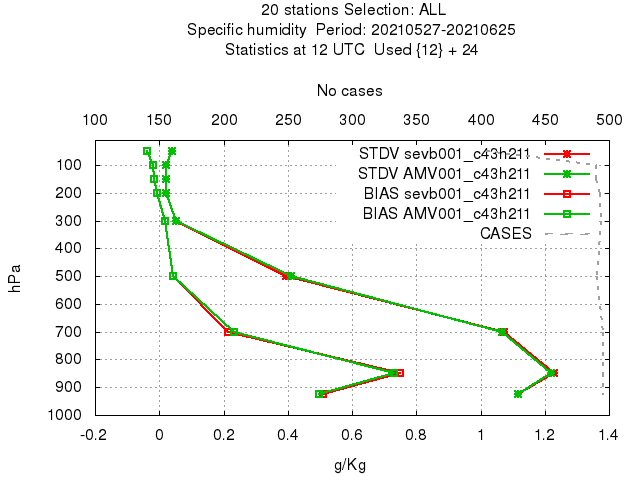 20 stations Selection: ALL
Specific humidity  Period: 20210527-20210625
Statistics at 12 UTC  Used {12} + 24
No cases
100 150 200 250 300 350 400 450 500
STDV sevb001_c43h211
STDV AMV001_c43h211
BIAS sevb001_c43h211
BIAS AMV001_c43h211
CASES
hPa
100
200
300
400
500
600
700
800
900
1000
-0.2 0 0.2 0.4 0.6 0.8 1 1.2 1.4
g/Kg